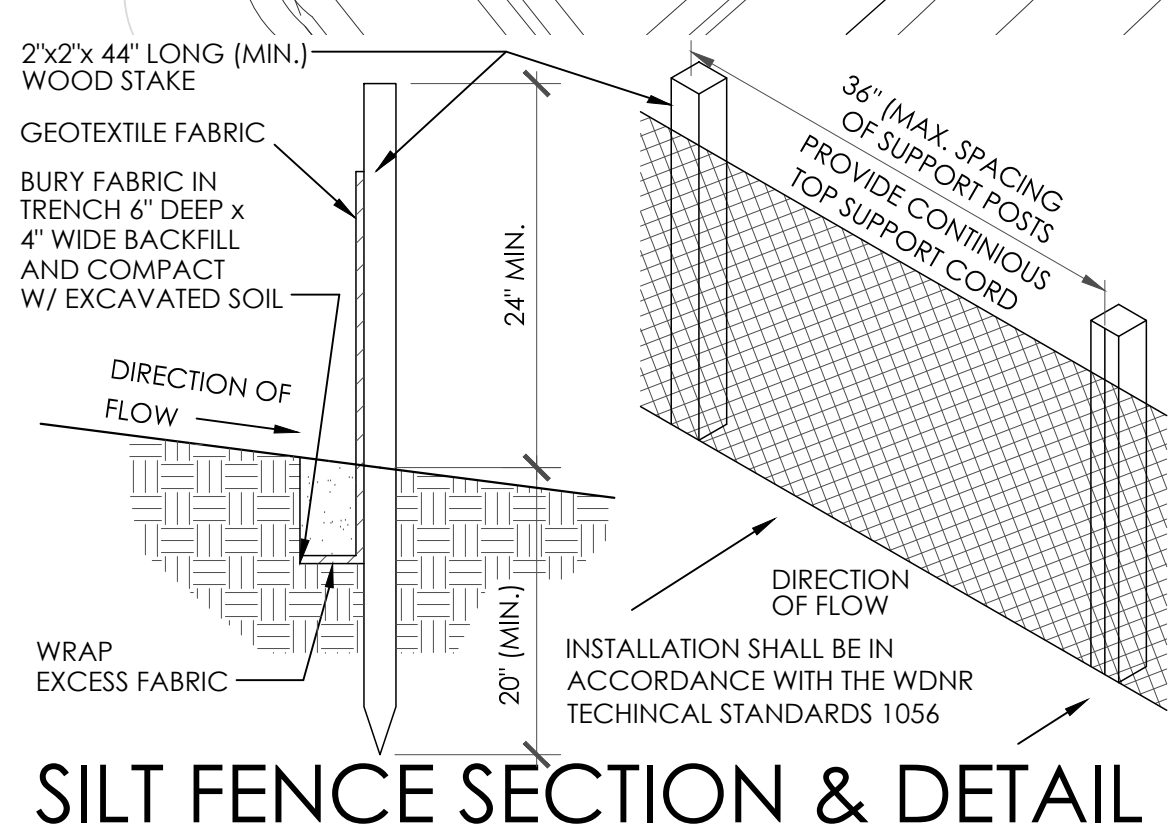 2"x2"x 44" LONG (MIN.)
WOOD STAKE
GEOTEXTILE FABRIC
BURY FABRIC IN
TRENCH 6" DEEP x
4" WIDE BACKFILL
AND COMPACT
W/ EXCAVATED SOIL
DIRECTION OF
FLOW
WRAP
EXCESS FABRIC
24" MIN.
20" (MIN.)
36" (MAX. SPACING
OF SUPPORT POSTS
PROVIDE CONTINIOUS
TOP SUPPORT CORD
DIRECTION
OF FLOW
INSTALLATION SHALL BE IN
ACCORDANCE WITH THE WDNR
TECHINCAL STANDARDS 1056
SILT FENCE SECTION & DETAIL